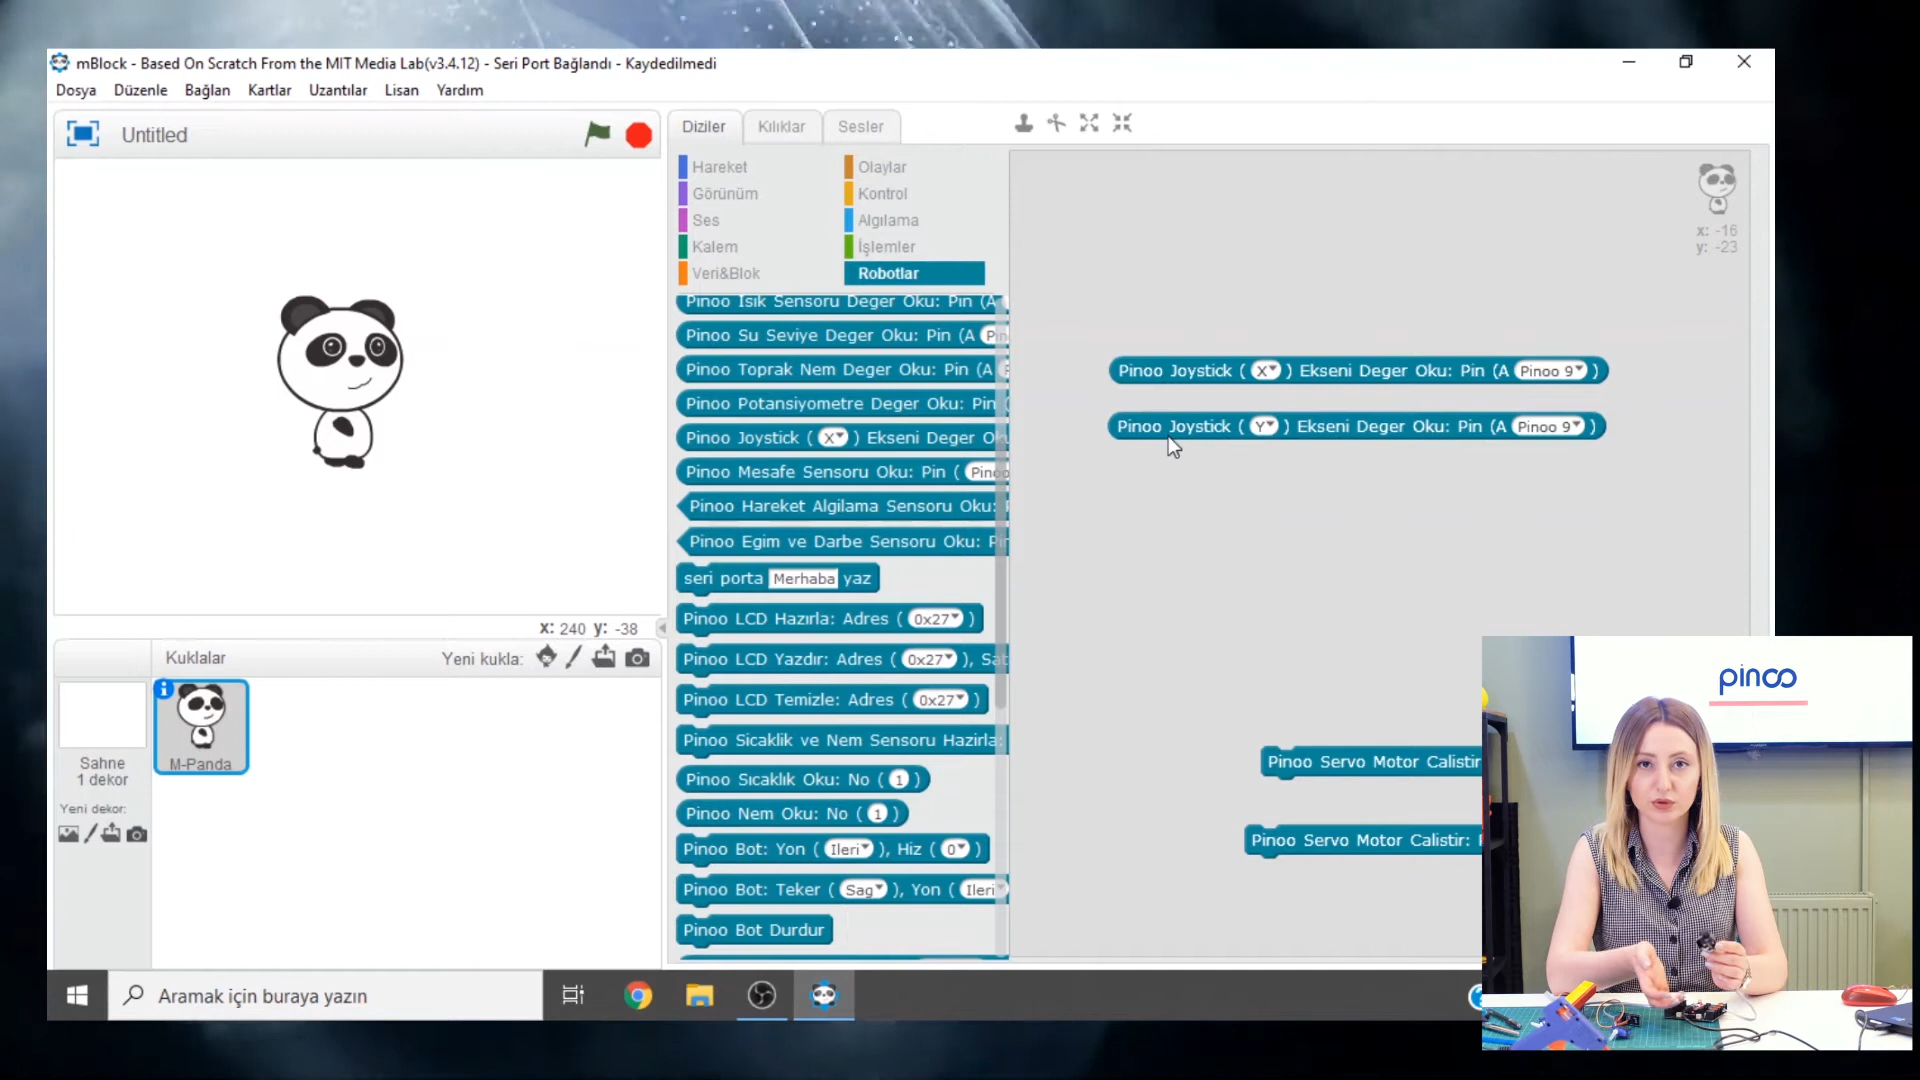 mBlock - Based On Scratch From the MIT Media Lab(v3.4.12) - Seri Port Bağlandı - Kaydedilmedi
Dosya Düzenle Bağlan Kartlar Uzantılar Lisan Yardım
Untitled
Diziler Kılıklar Sesler
Hareket Olaylar
Görünüm Kontrol
Ses Algılama
Kalem İşlemler
Veri&Blok Robotlar
x: -16
y: -23
Pinoo Isik Sensoru Deger Oku: Pin (A
Pinoo Su Seviye Deger Oku: Pin (A
Pinoo Toprak Nem Deger Oku: Pin (A
Pinoo Potansiyometre Deger Oku: Pin
Pinoo Joystick ( X ) Ekseni Deger
Pinoo Mesafe Sensoru Oku: Pin (
Pinoo Hareket Algilama Sensoru Oku:
Pinoo Egim ve Darbe Sensoru Oku:
seri porta Merhaba yaz
Pinoo LCD Hazırla: Adres ( 0x27 )
Pinoo LCD Yazdır: Adres ( 0x27 ),
Pinoo LCD Temizle: Adres ( 0x27 )
Pinoo Sicaklik ve Nem Sensoru Hazirla:
Pinoo Sıcaklık Oku: No ( 1 )
Pinoo Nem Oku: No ( 1 )
Pinoo Bot: Yon ( Ileri ), Hiz ( 0 )
Pinoo Bot: Teker ( Sag ), Yon ( Ileri
Pinoo Bot Durdur
Pinoo Joystick ( X ) Ekseni Deger Oku: Pin (A Pinoo 9 )
Pinoo Joystick ( Y ) Ekseni Deger Oku: Pin (A Pinoo 9 )
Pinoo Servo Motor Calistir
Pinoo Servo Motor Calistir:
x: 240 y: -38
Kuklalar Yeni kukla:
M-Panda
Sahne
1 dekor
Yeni dekor:
Aramak için buraya yazın
pinoo